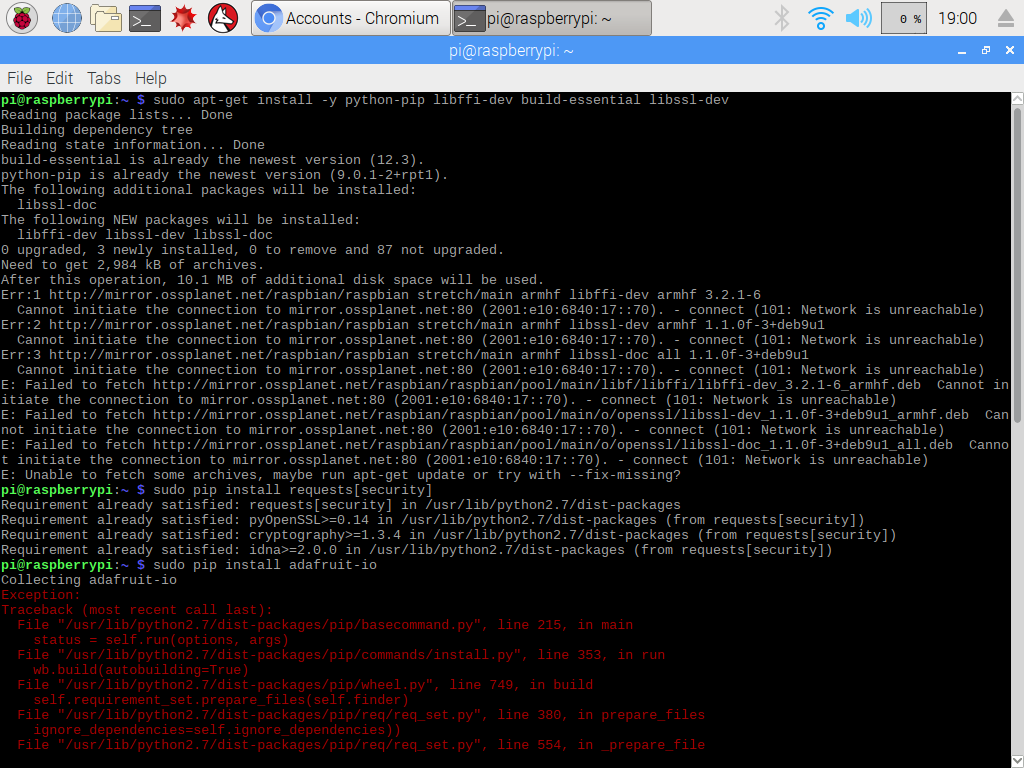 Accounts - Chromium
pi@raspberrypi: ~
0 %
19:00
pi@raspberrypi: ~
File Edit Tabs Help
pi@raspberrypi:~ $ sudo apt-get install -y python-pip libffi-dev build-essential libssl-dev
Reading package lists... Done
Building dependency tree
Reading state information... Done
build-essential is already the newest version (12.3).
python-pip is already the newest version (9.0.1-2+rpt1).
The following additional packages will be installed:
  libssl-doc
The following NEW packages will be installed:
  libffi-dev libssl-dev libssl-doc
0 upgraded, 3 newly installed, 0 to remove and 87 not upgraded.
Need to get 2,984 kB of archives.
After this operation, 10.1 MB of additional disk space will be used.
Err:1 http://mirror.ossplanet.net/raspbian/raspbian stretch/main armhf libffi-dev armhf 3.2.1-6
  Cannot initiate the connection to mirror.ossplanet.net:80 (2001:e10:6840:17::70). - connect (101: Network is unreachable)
Err:2 http://mirror.ossplanet.net/raspbian/raspbian stretch/main armhf libssl-dev armhf 1.1.0f-3+deb9u1
  Cannot initiate the connection to mirror.ossplanet.net:80 (2001:e10:6840:17::70). - connect (101: Network is unreachable)
Err:3 http://mirror.ossplanet.net/raspbian/raspbian stretch/main armhf libssl-doc all 1.1.0f-3+deb9u1
  Cannot initiate the connection to mirror.ossplanet.net:80 (2001:e10:6840:17::70). - connect (101: Network is unreachable)
E: Failed to fetch http://mirror.ossplanet.net/raspbian/raspbian/pool/main/libf/libffi/libffi-dev_3.2.1-6_armhf.deb  Cannot in
itiate the connection to mirror.ossplanet.net:80 (2001:e10:6840:17::70). - connect (101: Network is unreachable)
E: Failed to fetch http://mirror.ossplanet.net/raspbian/raspbian/pool/main/o/openssl/libssl-dev_1.1.0f-3+deb9u1_armhf.deb  Can
not initiate the connection to mirror.ossplanet.net:80 (2001:e10:6840:17::70). - connect (101: Network is unreachable)
E: Failed to fetch http://mirror.ossplanet.net/raspbian/raspbian/pool/main/o/openssl/libssl-doc_1.1.0f-3+deb9u1_all.deb  Canno
t initiate the connection to mirror.ossplanet.net:80 (2001:e10:6840:17::70). - connect (101: Network is unreachable)
E: Unable to fetch some archives, maybe run apt-get update or try with --fix-missing?
pi@raspberrypi:~ $ sudo pip install requests[security]
Requirement already satisfied: requests[security] in /usr/lib/python2.7/dist-packages
Requirement already satisfied: pyOpenSSL>=0.14 in /usr/lib/python2.7/dist-packages (from requests[security])
Requirement already satisfied: cryptography>=1.3.4 in /usr/lib/python2.7/dist-packages (from requests[security])
Requirement already satisfied: idna>=2.0.0 in /usr/lib/python2.7/dist-packages (from requests[security])
pi@raspberrypi:~ $ sudo pip install adafruit-io
Collecting adafruit-io
Exception:
Traceback (most recent call last):
  File "/usr/lib/python2.7/dist-packages/pip/basecommand.py", line 215, in main
    status = self.run(options, args)
  File "/usr/lib/python2.7/dist-packages/pip/commands/install.py", line 353, in run
    wb.build(autobuilding=True)
  File "/usr/lib/python2.7/dist-packages/pip/wheel.py", line 749, in build
    self.requirement_set.prepare_files(self.finder)
  File "/usr/lib/python2.7/dist-packages/pip/req/req_set.py", line 380, in prepare_files
    ignore_dependencies=self.ignore_dependencies))
  File "/usr/lib/python2.7/dist-packages/pip/req/req_set.py", line 554, in _prepare_file